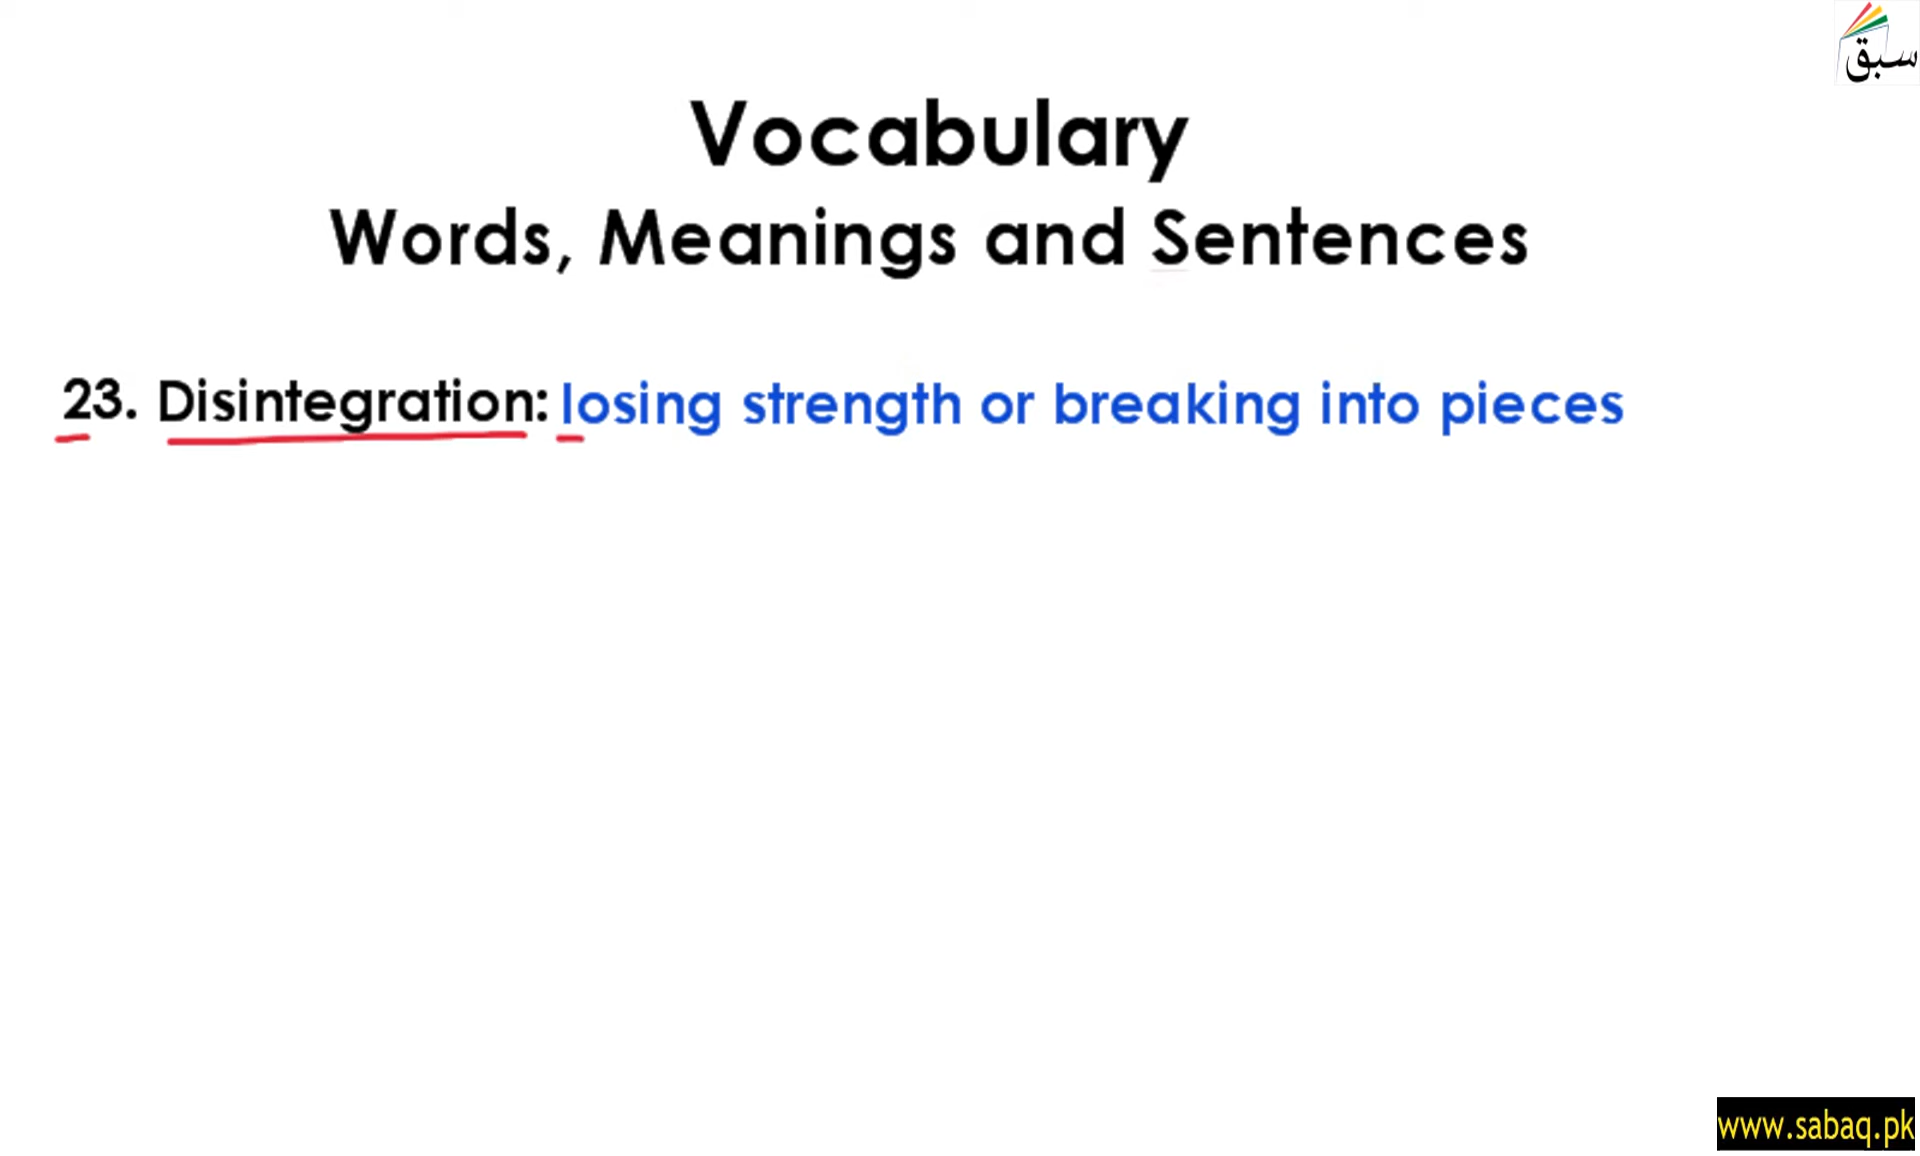 سبق
Vocabulary
Words, Meanings and Sentences
23. Disintegration: losing strength or breaking into pieces
www.sabaq.pk